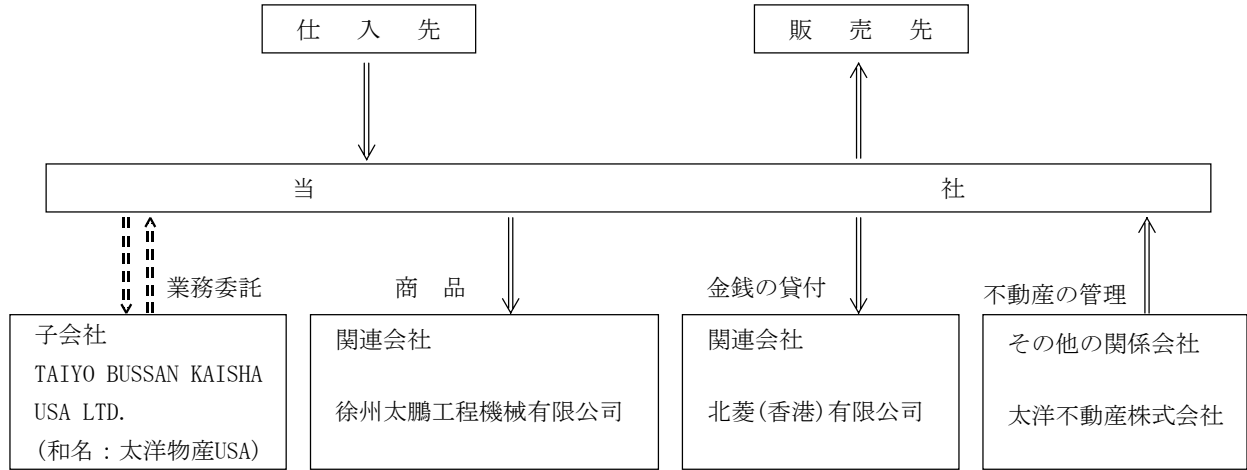 仕 入 先
販 売 先
当 社
業務委託
商 品
金銭の貸付
不動産の管理
子会社
TAIYO BUSSAN KAISHA
USA LTD.
(和名：太洋物産USA)
関連会社
徐州太鵬工程機械有限公司
関連会社
北菱(香港)有限公司
その他の関係会社
太洋不動産株式会社